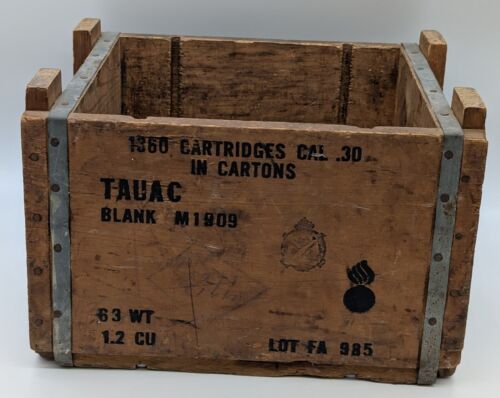 1360 CARTRIDGES CAL .30
IN CARTONS
TAUAC
BLANK M1909
63 WT
1.2 CU
LOT FA 985